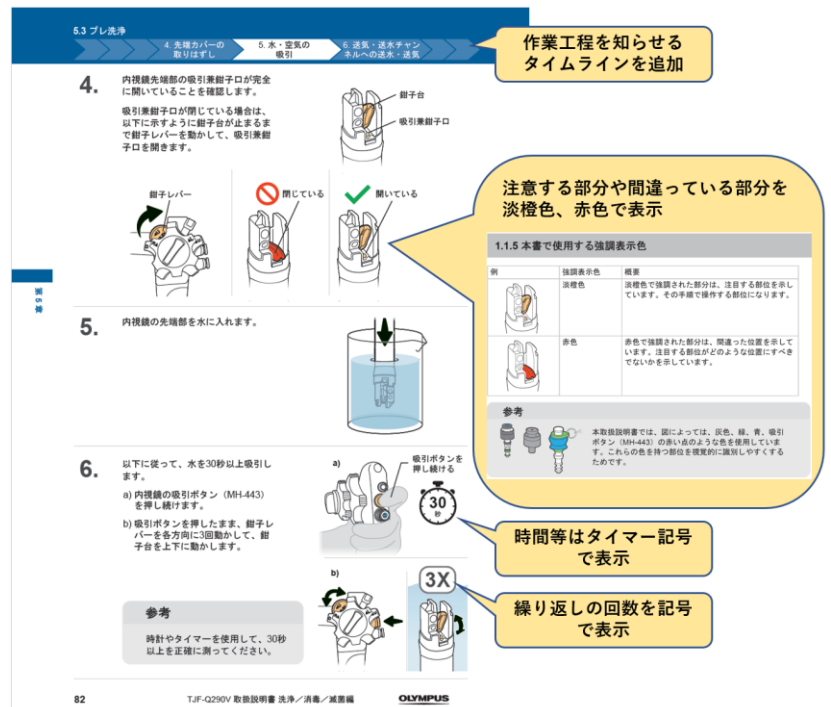 5.3 プレ洗浄
4. 先端カバーの
取りはずし
5. 水・空気の
吸引
6. 送気・送水チャン
ネルへの送水・送気
作業工程を知らせる
タイムラインを追加
4.
内視鏡先端部の吸引兼鉗子口が完全
に開いていることを確認します。
吸引兼鉗子口が閉じている場合は、
以下に示すように鉗子台が止まるま
で鉗子レバーを動かして、吸引兼鉗
子口を開きます。
鉗子台
吸引兼鉗子口
鉗子レバー
閉じている
開いている
注意する部分や間違っている部分を
淡橙色、赤色で表示
1.1.5 本書で使用する強調表示色
例
強調表示色
概要
淡橙色
淡橙色で強調された部分は、注目する部位を示し
ています。その手順で操作する部位になります。
赤色
赤色で強調された部分は、間違った位置を示して
います。注目する部位がどのような位置にすべき
でないかを示しています。
参考
本取扱説明書では、図によっては、灰色、緑、青、吸引
ボタン（MH-443）の赤い点のような色を使用していま
す。これらの色を持つ部位を視覚的に識別しやすくする
ためです。
第5章
5.
内視鏡の先端部を水に入れます。
6.
以下に従って、水を30秒以上吸引し
ます。
a) 内視鏡の吸引ボタン（MH-443）
を押し続けます。
b) 吸引ボタンを押したまま、鉗子レ
バーを各方向に3回動かして、鉗
子台を上下に動かします。
a)
吸引ボタンを
押し続ける
30
秒
時間等はタイマー記号
で表示
b)
3X
繰り返しの回数を記号
で表示
参考
時計やタイマーを使用して、30秒
以上を正確に測ってください。
82
TJF-Q290V 取扱説明書 洗浄／消毒／滅菌編
OLYMPUS